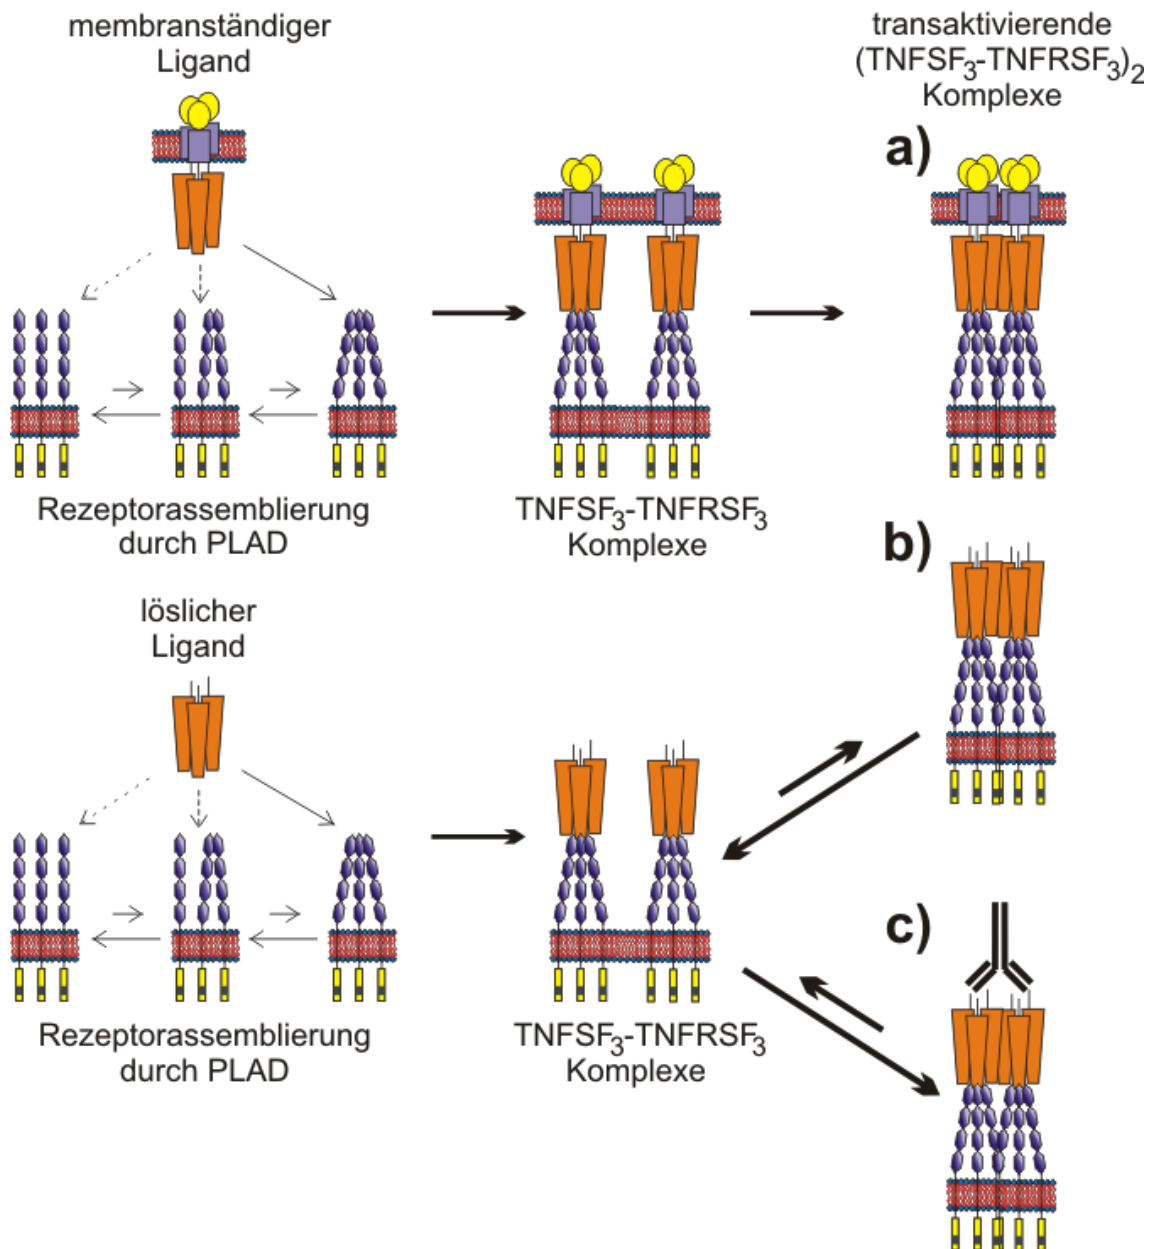 membranständiger
Ligand
transaktivierende
(TNFSF₃-TNFRSF₃)₂
Komplexe
a)
Rezeptorassemblierung
durch PLAD
TNFSF₃-TNFRSF₃
Komplexe
b)
löslicher
Ligand
c)
Rezeptorassemblierung
durch PLAD
TNFSF₃-TNFRSF₃
Komplexe